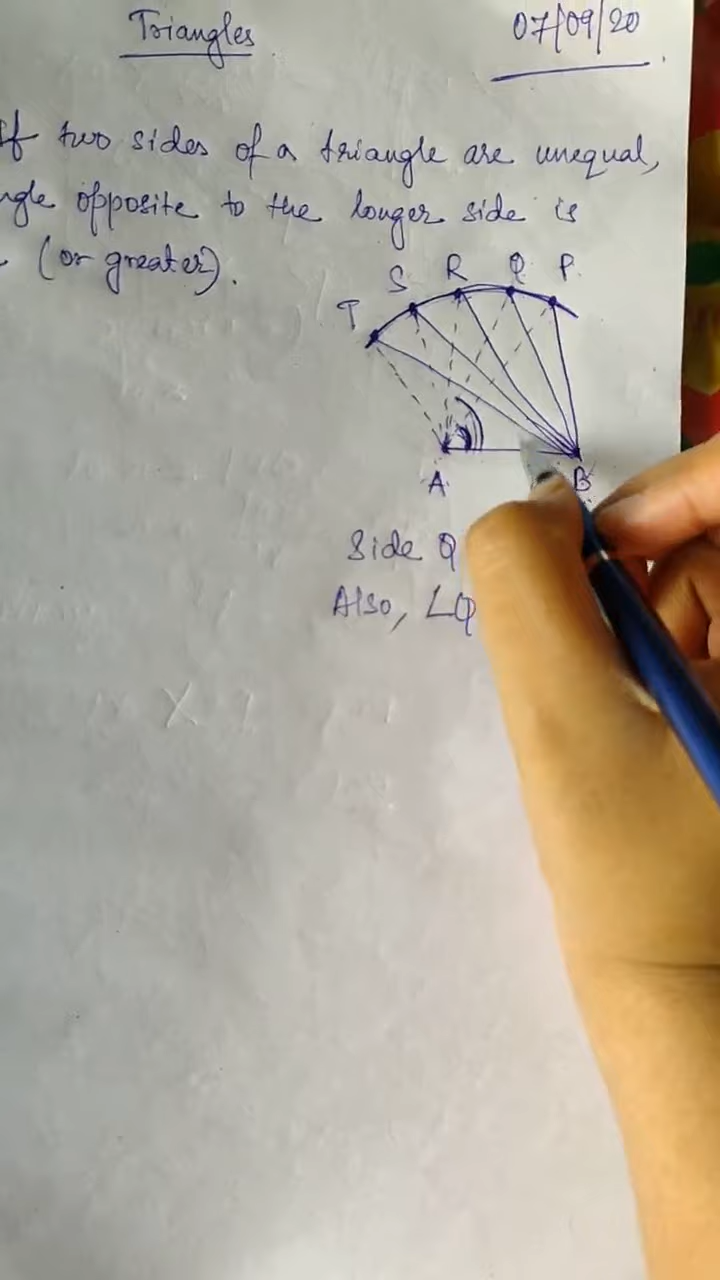 Triangles
07/09/20
If two sides of a triangle are unequal,
opposite to the longer side is
(or greater).
T S R Q P
A B
Side Q
Also, ∠Q